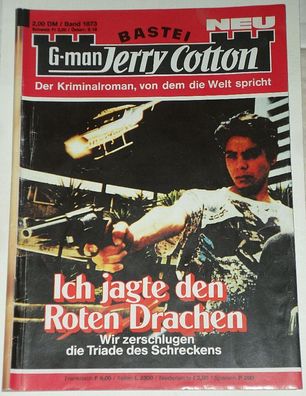 2,00 DM / Band 1873
BASTEI
NEU
G-man Jerry Cotton
Der Kriminalroman, von dem die Welt spricht
Ich jagte den
Roten Drachen
Wir zerschlugen
die Triade des Schreckens